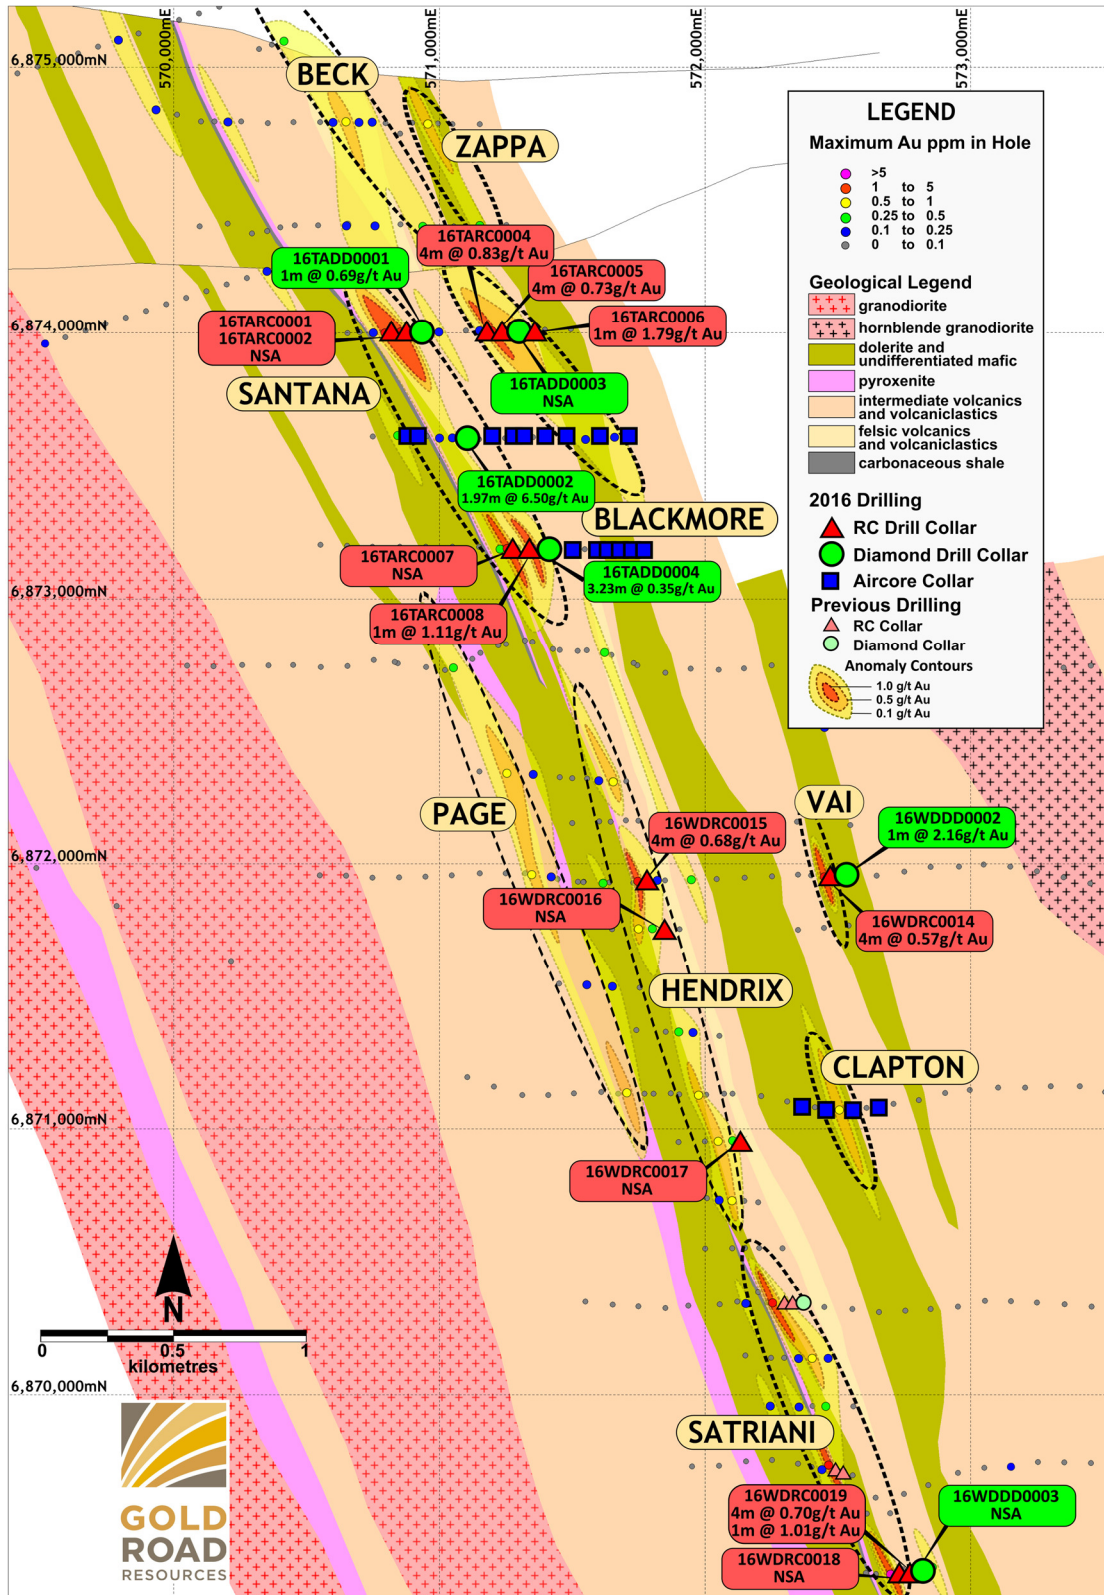 570,000mE
571,000mE
572,000mE
573,000mE
6,875,000mN
BECK
ZAPPA
LEGEND
Maximum Au ppm in Hole
>5
1 to 5
0.5 to 1
0.25 to 0.5
0.1 to 0.25
0 to 0.1
Geological Legend
granodiorite
hornblende granodiorite
dolerite and
undifferentiated mafic
pyroxenite
intermediate volcanics
and volcaniclastics
felsic volcanics
and volcaniclastics
carbonaceous shale
2016 Drilling
RC Drill Collar
Diamond Drill Collar
Aircore Collar
Previous Drilling
RC Collar
Diamond Collar
Anomaly Contours
1.0 g/t Au
0.5 g/t Au
0.1 g/t Au
16TARC0004
4m @ 0.83g/t Au
16TADD0001
1m @ 0.69g/t Au
16TARC0005
4m @ 0.73g/t Au
16TARC0006
1m @ 1.79g/t Au
6,874,000mN
16TARC0001
16TARC0002
NSA
SANTANA
16TADD0003
NSA
16TADD0002
1.97m @ 6.50g/t Au
BLACKMORE
16TARC0007
NSA
16TADD0004
3.23m @ 0.35g/t Au
6,873,000mN
16TARC0008
1m @ 1.11g/t Au
PAGE
VAI
16WDRC0015
4m @ 0.68g/t Au
16WDDD0002
1m @ 2.16g/t Au
6,872,000mN
16WDRC0016
NSA
16WDRC0014
4m @ 0.57g/t Au
HENDRIX
CLAPTON
6,871,000mN
16WDRC0017
NSA
N
0 0.5 1
kilometres
6,870,000mN
SATRIANI
16WDRC0019
4m @ 0.70g/t Au
1m @ 1.01g/t Au
16WDDD0003
NSA
16WDRC0018
NSA
GOLD
ROAD
RESOURCES